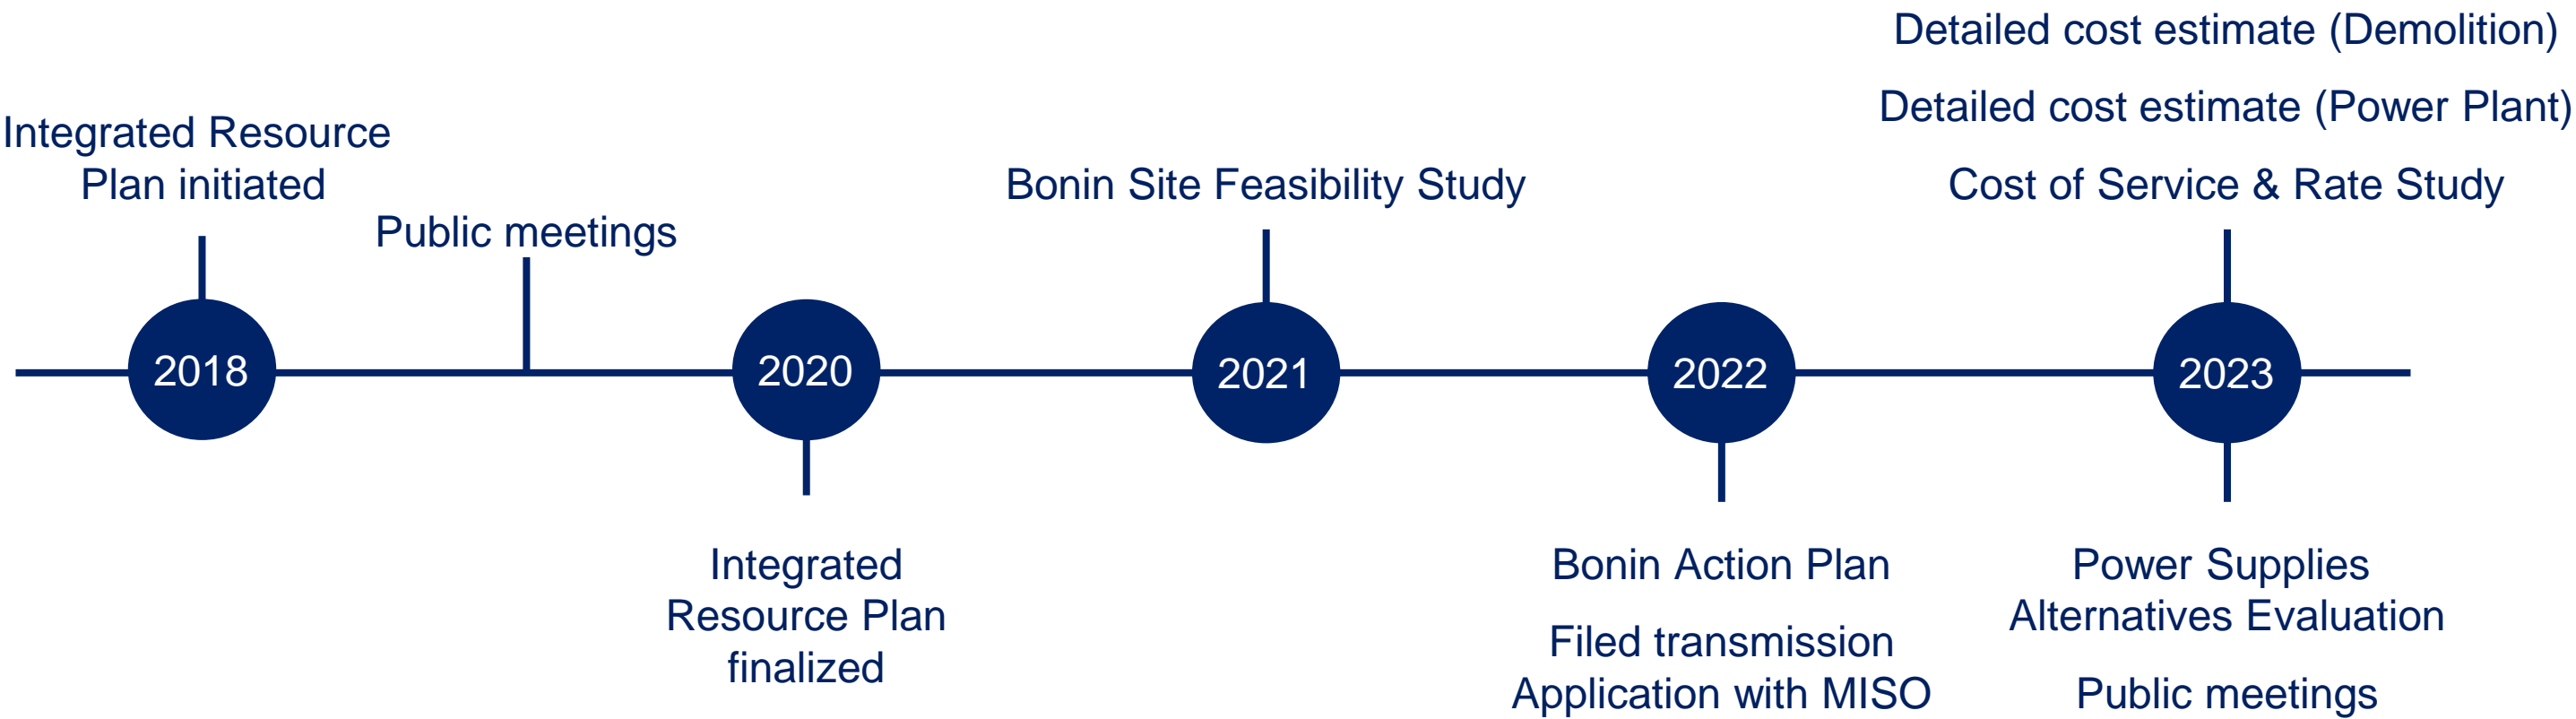 Detailed cost estimate (Demolition)
Detailed cost estimate (Power Plant)
Integrated Resource
Plan initiated
Public meetings
Bonin Site Feasibility Study
Cost of Service & Rate Study
2018
2020
2021
2022
2023
Integrated
Resource Plan
finalized
Bonin Action Plan
Filed transmission
Application with MISO
Power Supplies
Alternatives Evaluation
Public meetings